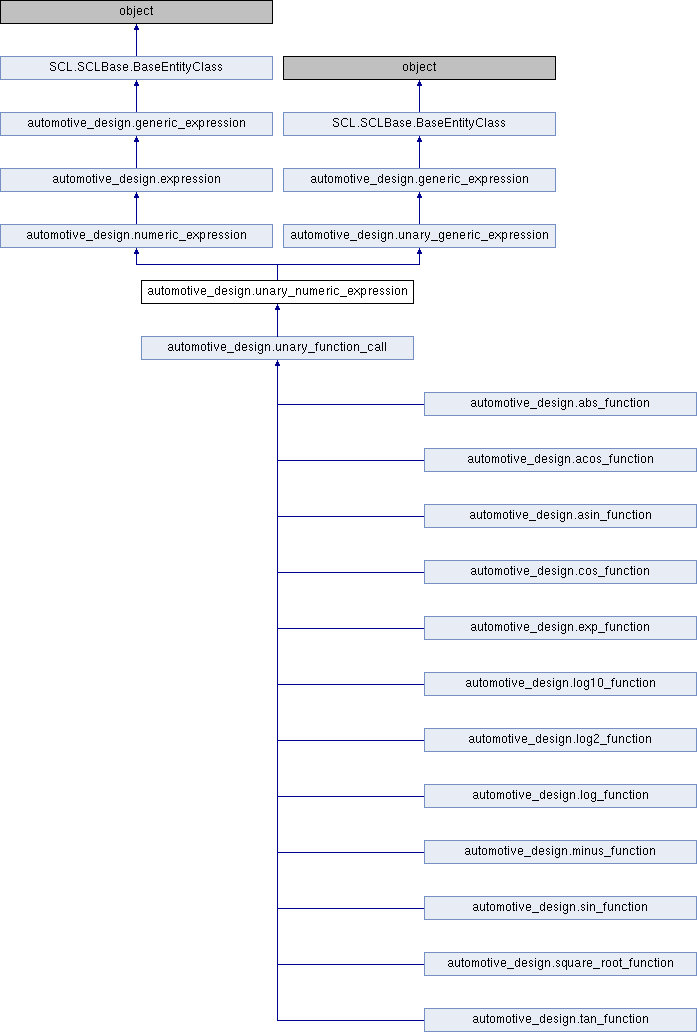 object
SCL.SCLBase.BaseEntityClass
object
automotive_design.generic_expression
SCL.SCLBase.BaseEntityClass
automotive_design.expression
automotive_design.generic_expression
automotive_design.numeric_expression
automotive_design.unary_generic_expression
automotive_design.unary_numeric_expression
automotive_design.unary_function_call
automotive_design.abs_function
automotive_design.acos_function
automotive_design.asin_function
automotive_design.cos_function
automotive_design.exp_function
automotive_design.log10_function
automotive_design.log2_function
automotive_design.log_function
automotive_design.minus_function
automotive_design.sin_function
automotive_design.square_root_function
automotive_design.tan_function